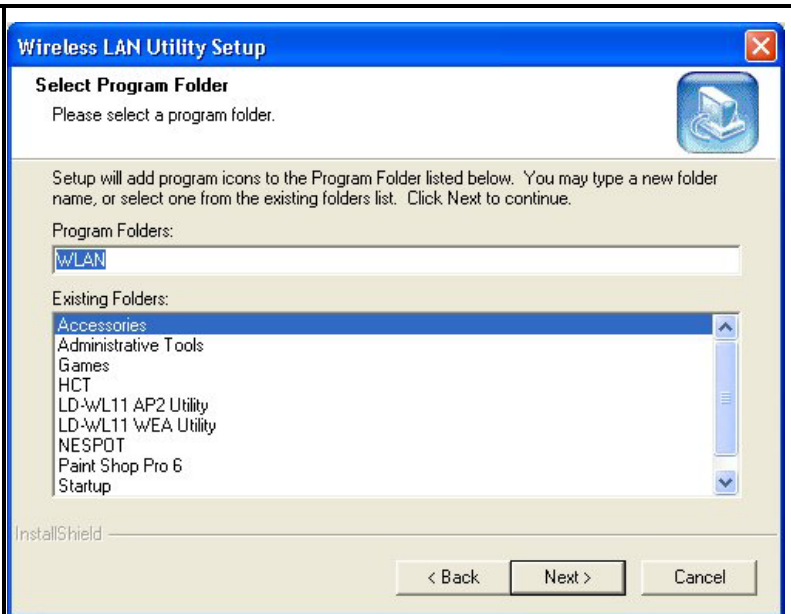 Wireless LAN Utility Setup
Select Program Folder
Please select a program folder.
Setup will add program icons to the Program Folder listed below. You may type a new folder
name, or select one from the existing folders list. Click Next to continue.
Program Folders:
WLAN
Existing Folders:
Accessories
Administrative Tools
Games
HCT
LD-WL11 AP2 Utility
LD-WL11 WEA Utility
NESPOT
Paint Shop Pro 6
Startup
InstallShield
< Back Next > Cancel